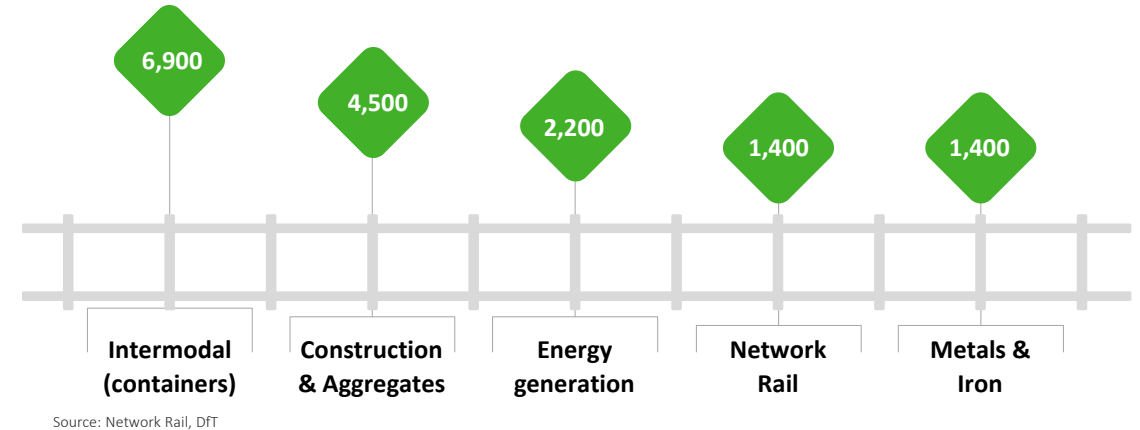 6,900
4,500
2,200
1,400
1,400
Intermodal
(containers)
Construction
& Aggregates
Energy
generation
Network
Rail
Metals &
Iron
Source: Network Rail, DfT